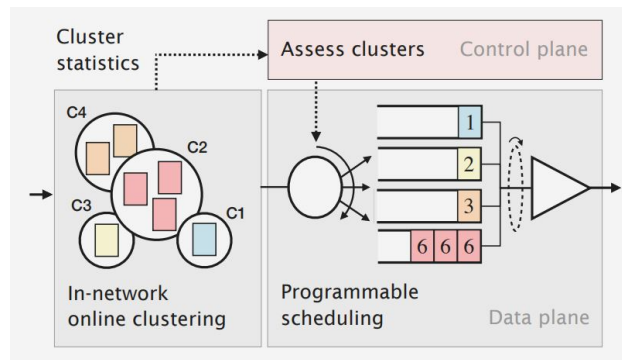 Cluster
statistics
Assess clusters
Control plane
C4
C2
C3
C1
In-network
online clustering
1
2
3
6 6 6
Programmable
scheduling
Data plane